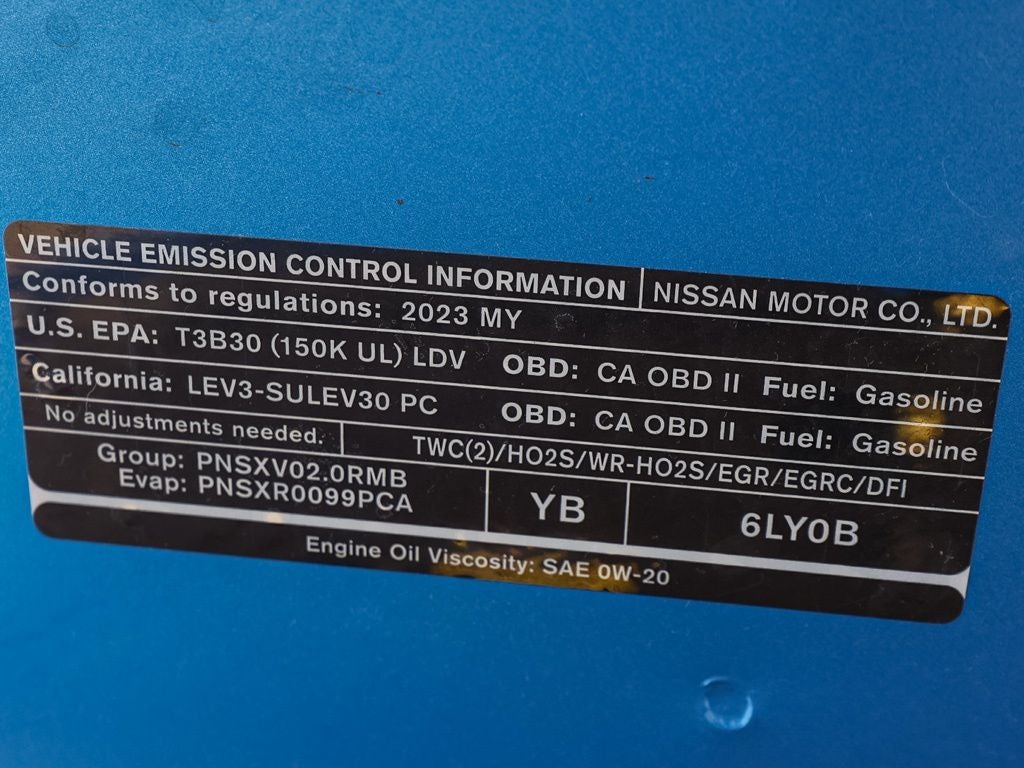 VEHICLE EMISSION CONTROL INFORMATION NISSAN MOTOR CO., LTD.
Conforms to regulations: 2023 MY
U.S. EPA: T3B30 (150K UL) LDV OBD: CA OBD II Fuel: Gasoline
California: LEV3-SULEV30 PC OBD: CA OBD II Fuel: Gasoline
No adjustments needed. TWC(2)/HO2S/WR-HO2S/EGR/EGRC/DFI
Group: PNSXV02.0RMB
Evap: PNSXR0099PCA
YB
6LY0B
Engine Oil Viscosity: SAE 0W-20